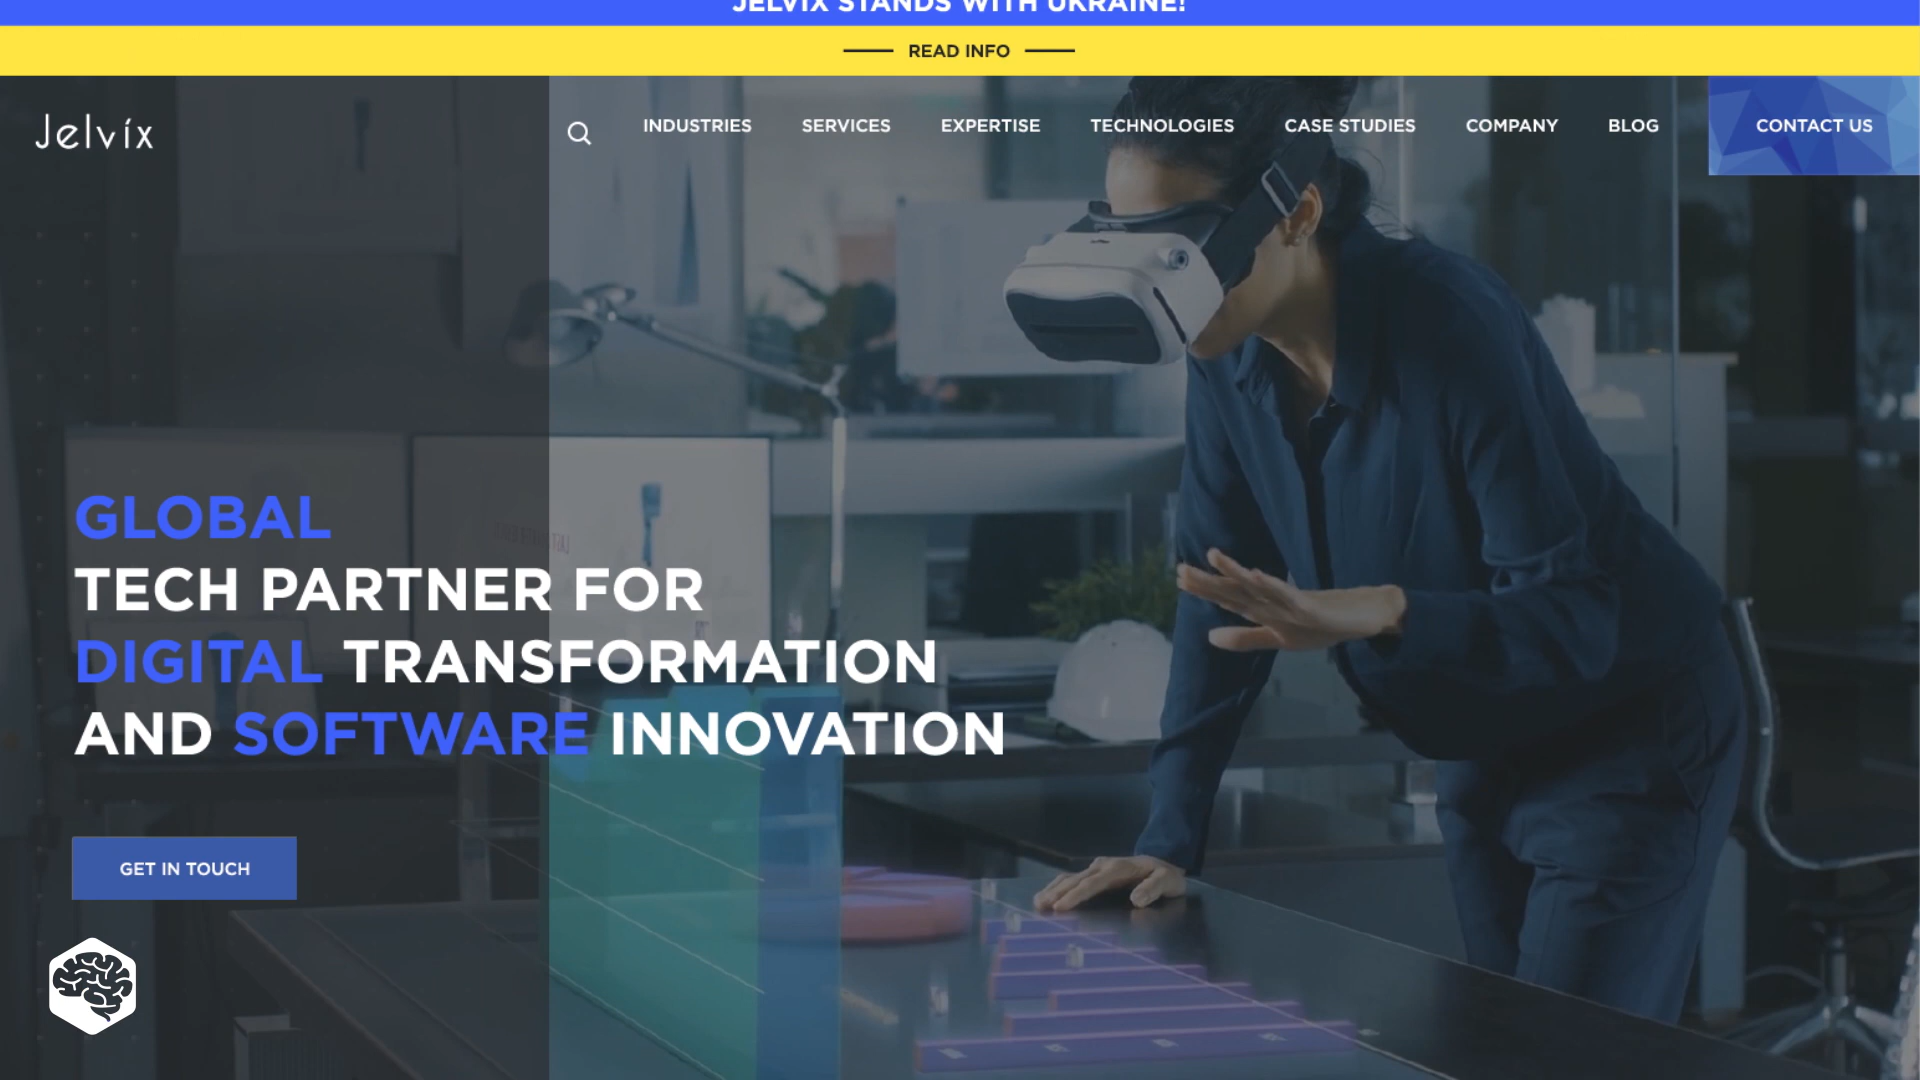 JELVIX STANDS WITH UKRAINE!
READ INFO
Jelvíx
INDUSTRIES SERVICES EXPERTISE TECHNOLOGIES CASE STUDIES COMPANY BLOG CONTACT US
GLOBAL
TECH PARTNER FOR
DIGITAL TRANSFORMATION
AND SOFTWARE INNOVATION
GET IN TOUCH